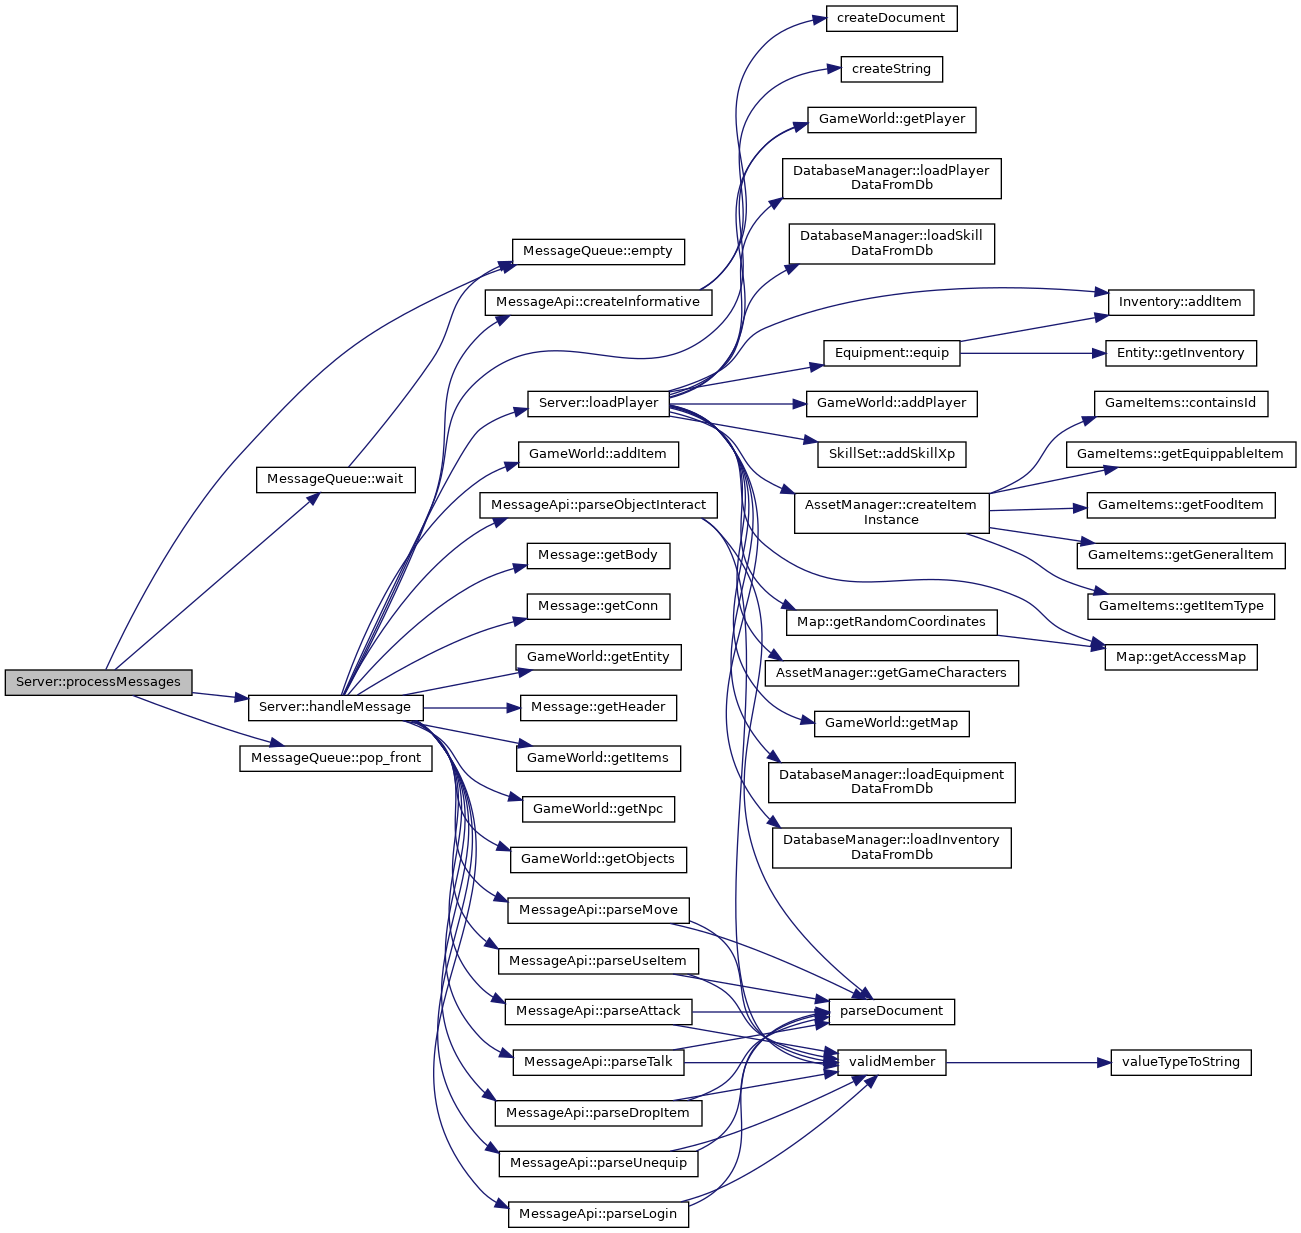 Server::processMessages
MessageQueue::wait
Server::handleMessage
MessageQueue::pop_front
MessageQueue::empty
MessageApi::createInformative
Server::loadPlayer
GameWorld::addItem
MessageApi::parseObjectInteract
Message::getBody
Message::getConn
GameWorld::getEntity
Message::getHeader
GameWorld::getItems
GameWorld::getNpc
GameWorld::getObjects
MessageApi::parseMove
MessageApi::parseUseItem
MessageApi::parseAttack
MessageApi::parseTalk
MessageApi::parseDropItem
MessageApi::parseUnequip
MessageApi::parseLogin
createDocument
createString
GameWorld::getPlayer
DatabaseManager::loadPlayer
DataFromDb
DatabaseManager::loadSkill
DataFromDb
Equipment::equip
GameWorld::addPlayer
SkillSet::addSkillXp
AssetManager::createItem
Instance
Map::getRandomCoordinates
AssetManager::getGameCharacters
GameWorld::getMap
DatabaseManager::loadEquipment
DataFromDb
DatabaseManager::loadInventory
DataFromDb
parseDocument
validMember
Inventory::addItem
Entity::getInventory
GameItems::containsId
GameItems::getEquippableItem
GameItems::getFoodItem
GameItems::getGeneralItem
GameItems::getItemType
Map::getAccessMap
valueTypeToString